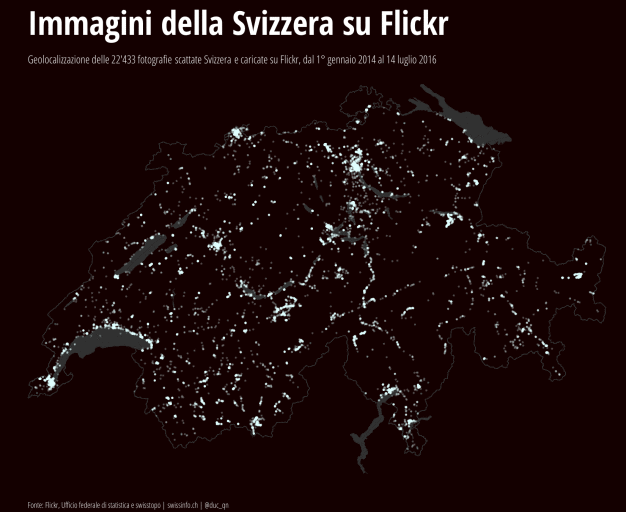 Immagini della Svizzera su Flickr
Geolocalizzazione delle 22'433 fotografie scattate Svizzera e caricate su Flickr, dal 1° gennaio 2014 al 14 luglio 2016
Fonte: Flickr, Ufficio federale di statistica e swisstopo | swissinfo.ch | @duc_qn